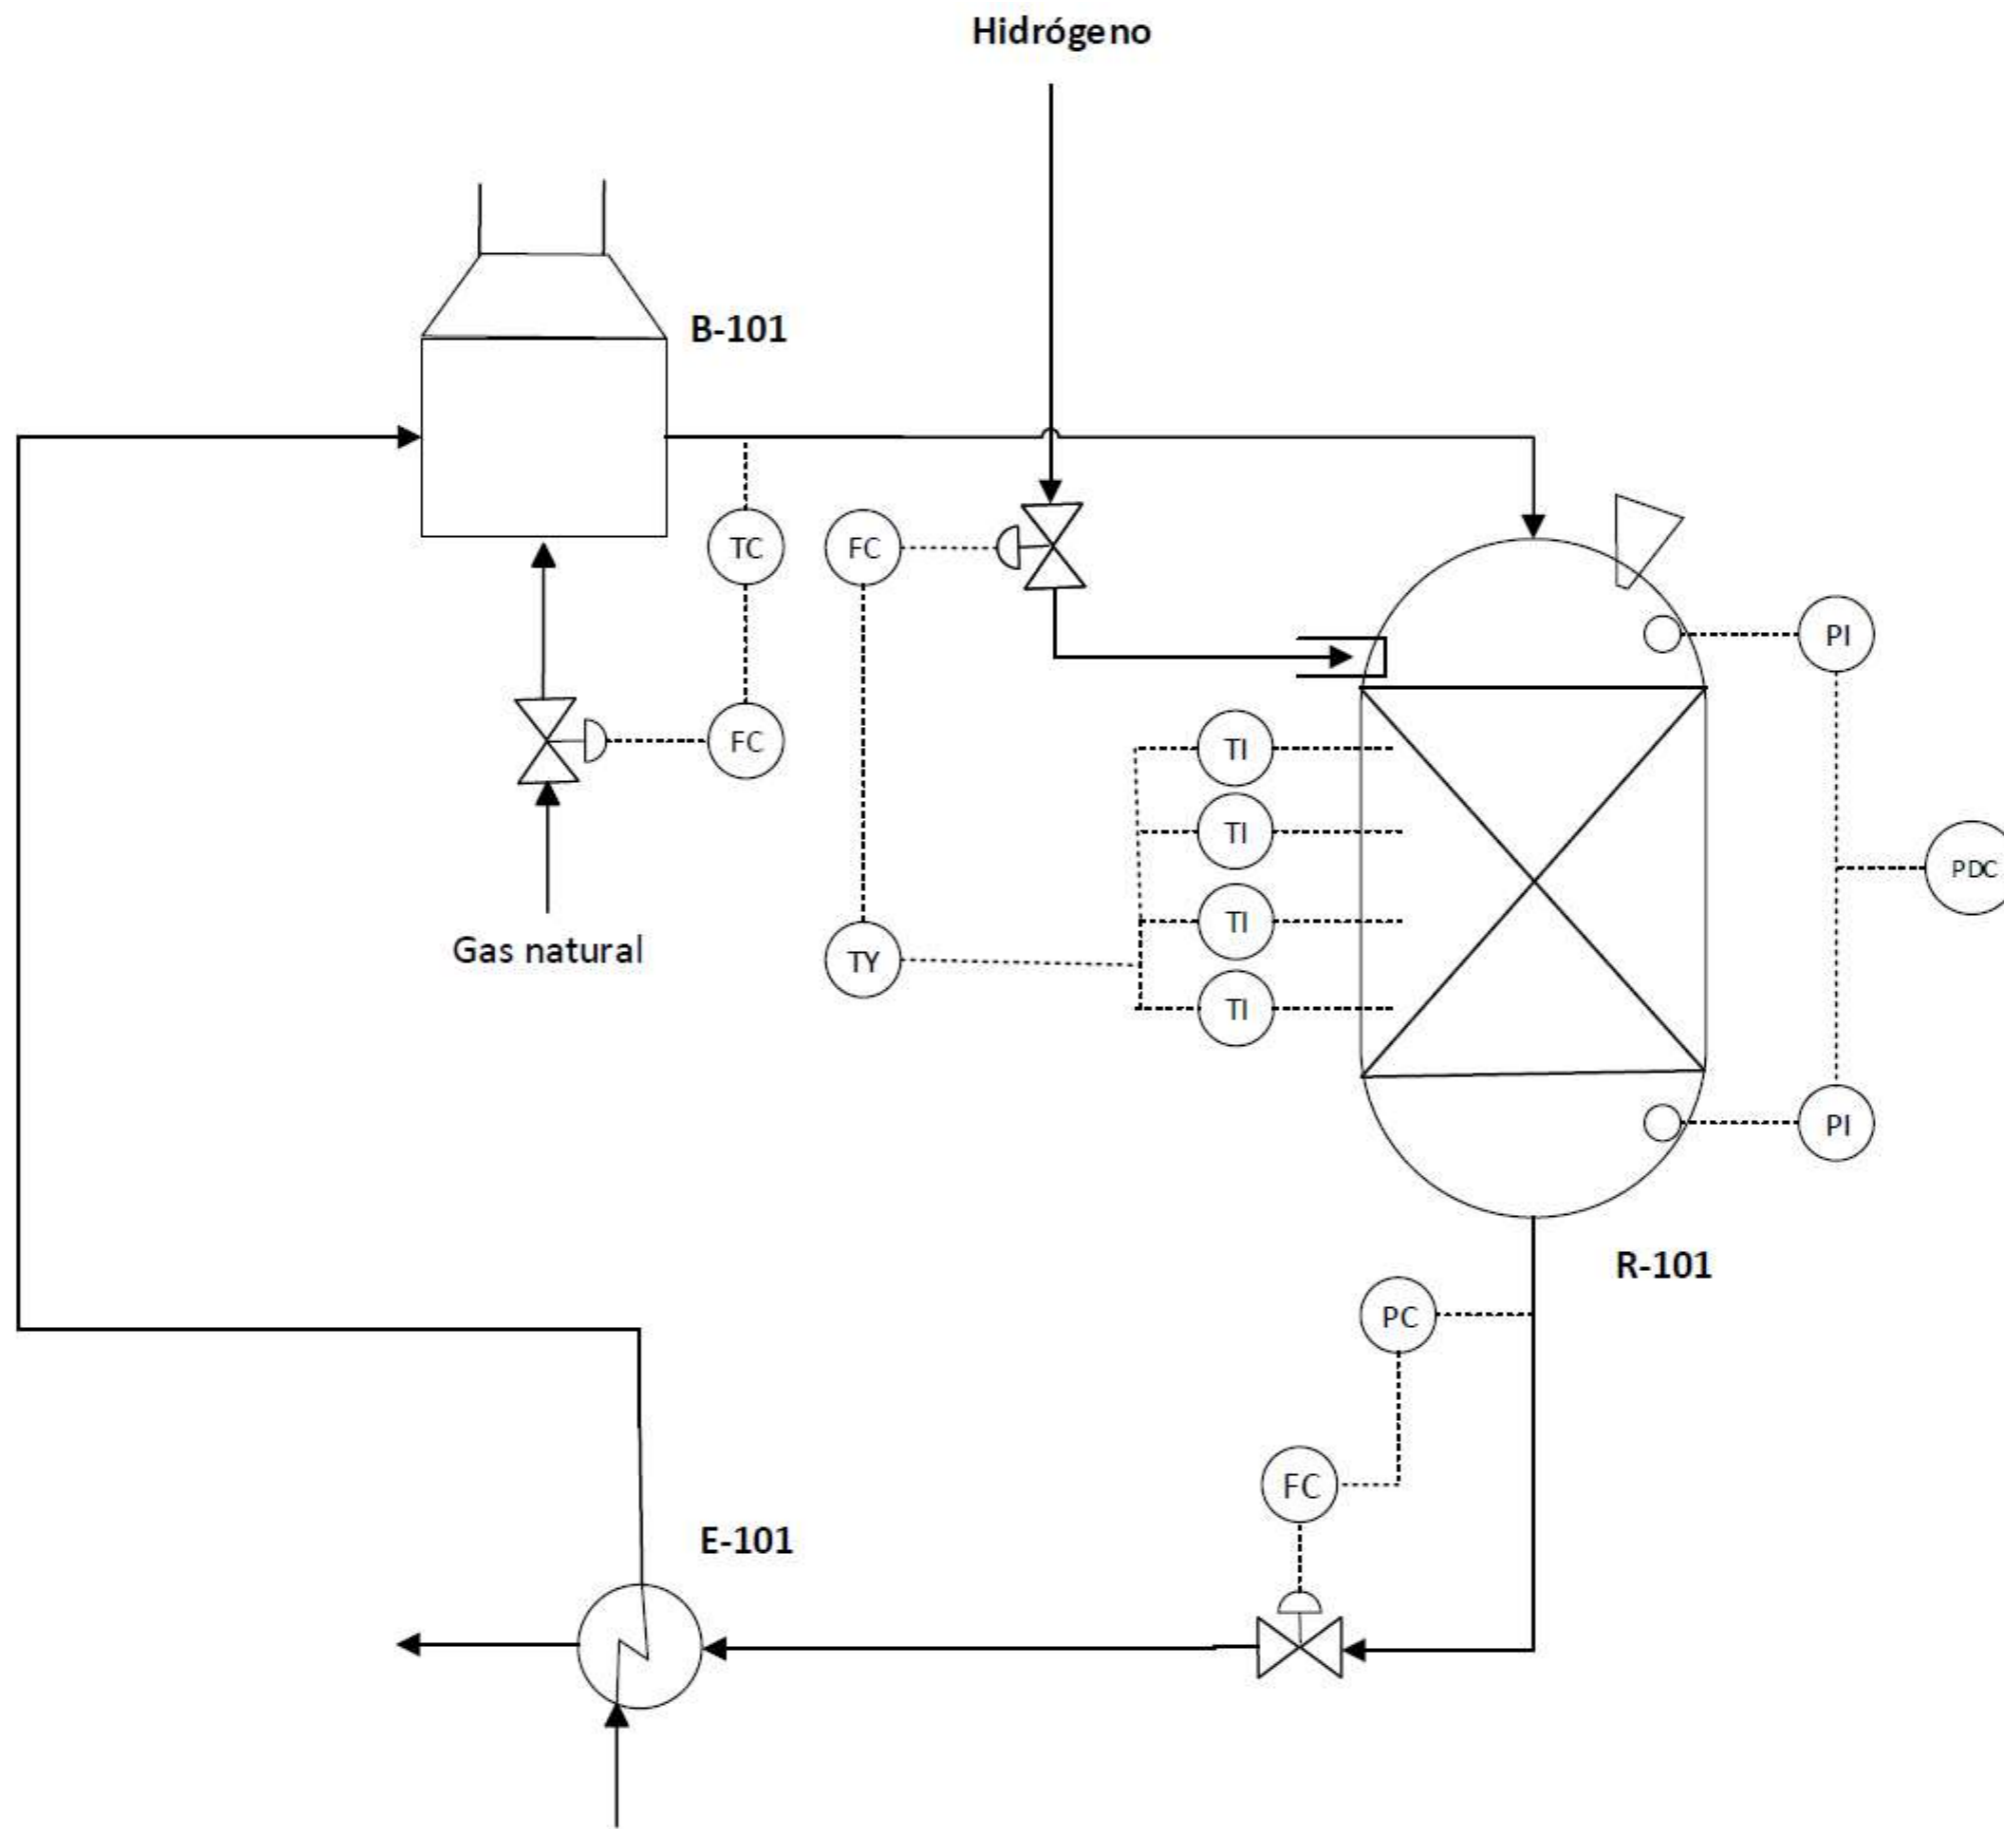 Hidrógeno
B-101
TC
FC
PI
FC
TI
TI
PDC
TI
Gas natural
TY
TI
PI
R-101
PC
FC
E-101